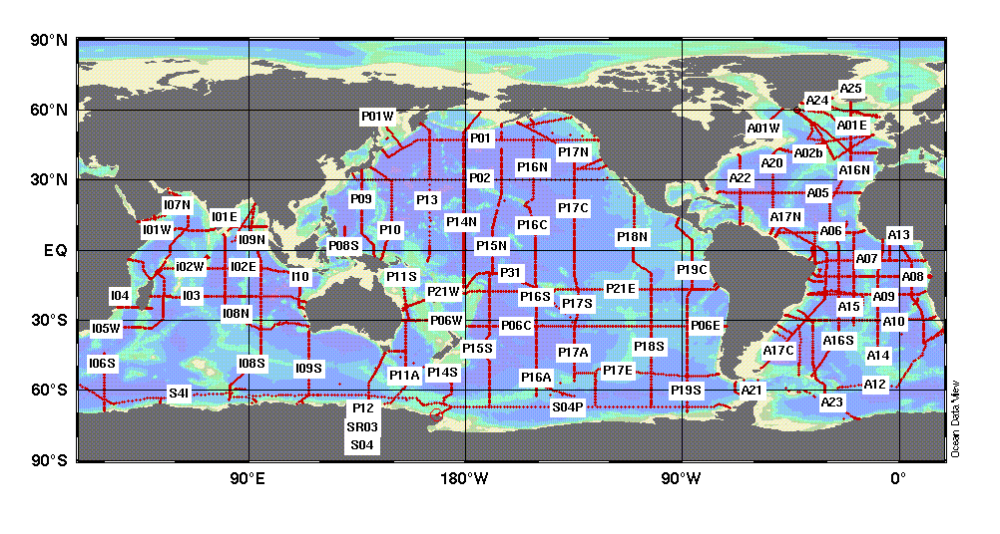 90°N
A25
A24
60°N
P01W
A01W
A01E
P01
A02b
P17N
A20
P16N
A16N
30°N
P02
A22
A05
I07N
P09
P13
P17C
I01E
P14N
P16C
A17N
I01W
P10
P18N
A06
A13
I09N
P08S
P15N
EQ
A07
i02W
I02E
I10
P11S
P31
P19C
A08
I04
I03
P21W
P16S
P21E
A09
P17S
A15
I08N
30°S
I05W
P06W
P06C
P06E
A10
A16S
P15S
P17A
P18S
A17C
A14
I06S
I08S
I09S
P11A
P14S
P16A
P17E
60°S
S4I
P19S
A21
A12
P12
S04P
A23
SR03
S04
90°S
90°E
180°W
90°W
0°
Ocean Data View